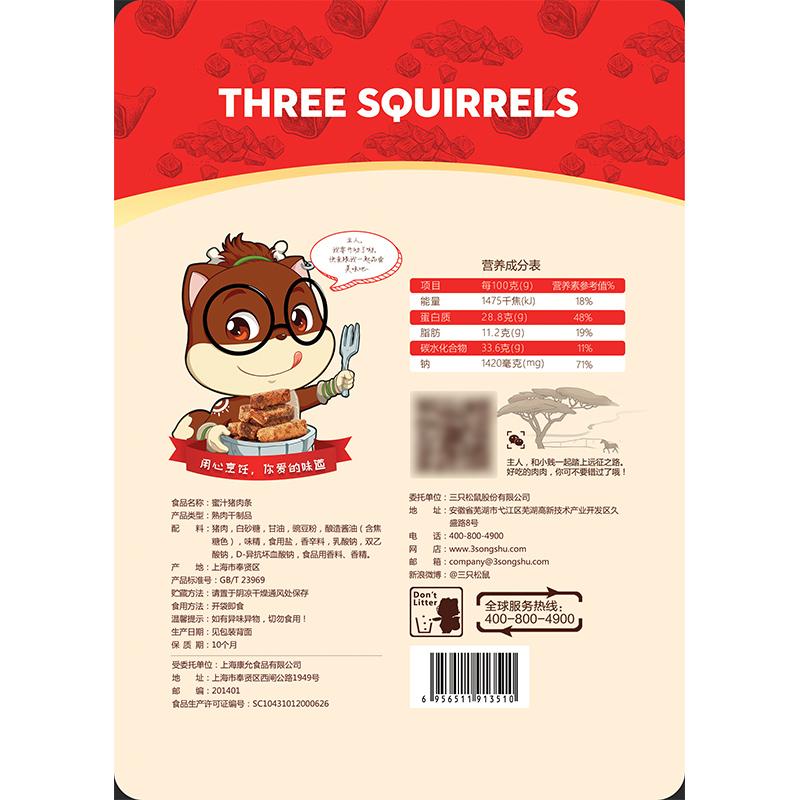 THREE SQUIRRELS
主人，
我要开动了呦，
快来跟我一起品尝
美味吧~
用心烹饪，你爱的味道
营养成分表
项目 每100克(g) 营养素参考值%
能量 1475千焦(kJ) 18%
蛋白质 28.8克(g) 48%
脂肪 11.2克(g) 19%
碳水化合物 33.6克(g) 11%
钠 1420毫克(mg) 71%
主人，和小贱一起踏上远征之路。
好吃的肉肉，你可不要错过了哦！
食品名称：蜜汁猪肉条
产品类型：熟肉干制品
配 料：猪肉，白砂糖，甘油，豌豆粉，酿造酱油（含焦
糖色），味精，食用盐，香辛料，乳酸钠，双乙
酸钠，D-异抗坏血酸钠，食品用香料、香精。
产 地：上海市奉贤区
产品标准号：GB/T 23969
贮藏方法：请置于阴凉干燥通风处保存
食用方法：开袋即食
温馨提示：如有异味异物，切勿食用！
生产日期：见包装背面
保 质 期：10个月
受委托单位：上海康允食品有限公司
地 址：上海市奉贤区西闸公路1949号
邮 编：201401
食品生产许可证编号：SC10431012000626
委托单位：三只松鼠股份有限公司
地 址：安徽省芜湖市弋江区芜湖高新技术产业开发区久
盛路8号
电 话：400-800-4900
网 店：www.3songshu.com
邮 箱：company@3songshu.com
新浪微博：@三只松鼠
Don't
Litter
全球服务热线：
400-800-4900
6 956511 913510